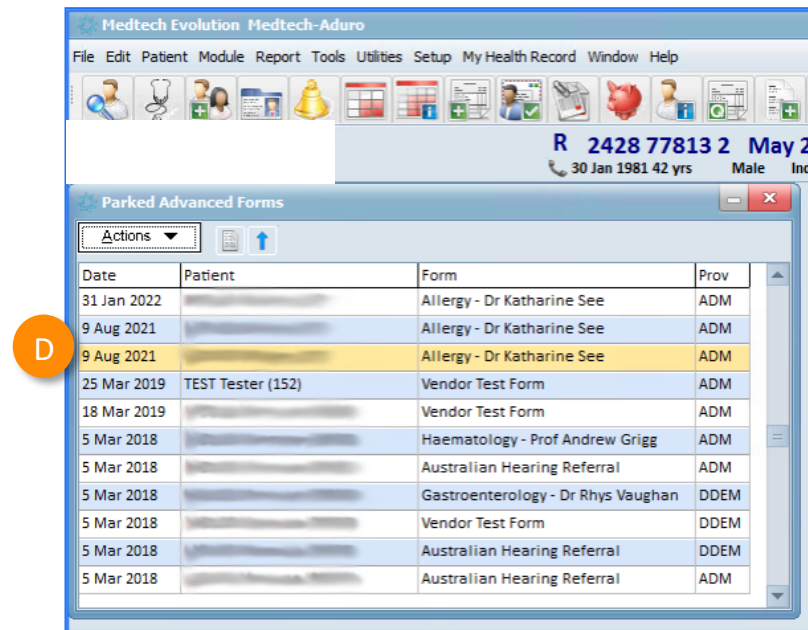 Medtech Evolution Medtech-Aduro
File Edit Patient Module Report Tools Utilities Setup My Health Record Window Help
R 2428 77813 2 May 2
30 Jan 1981 42 yrs Male
Parked Advanced Forms
Actions
Date Patient Form Prov
31 Jan 2022 Allergy - Dr Katharine See ADM
9 Aug 2021 Allergy - Dr Katharine See ADM
D
9 Aug 2021 Allergy - Dr Katharine See ADM
25 Mar 2019 TEST Tester (152) Vendor Test Form ADM
18 Mar 2019 Vendor Test Form ADM
5 Mar 2018 Haematology - Prof Andrew Grigg ADM
5 Mar 2018 Australian Hearing Referral ADM
5 Mar 2018 Gastroenterology - Dr Rhys Vaughan DDEM
5 Mar 2018 Vendor Test Form DDEM
5 Mar 2018 Australian Hearing Referral DDEM
5 Mar 2018 Australian Hearing Referral ADM